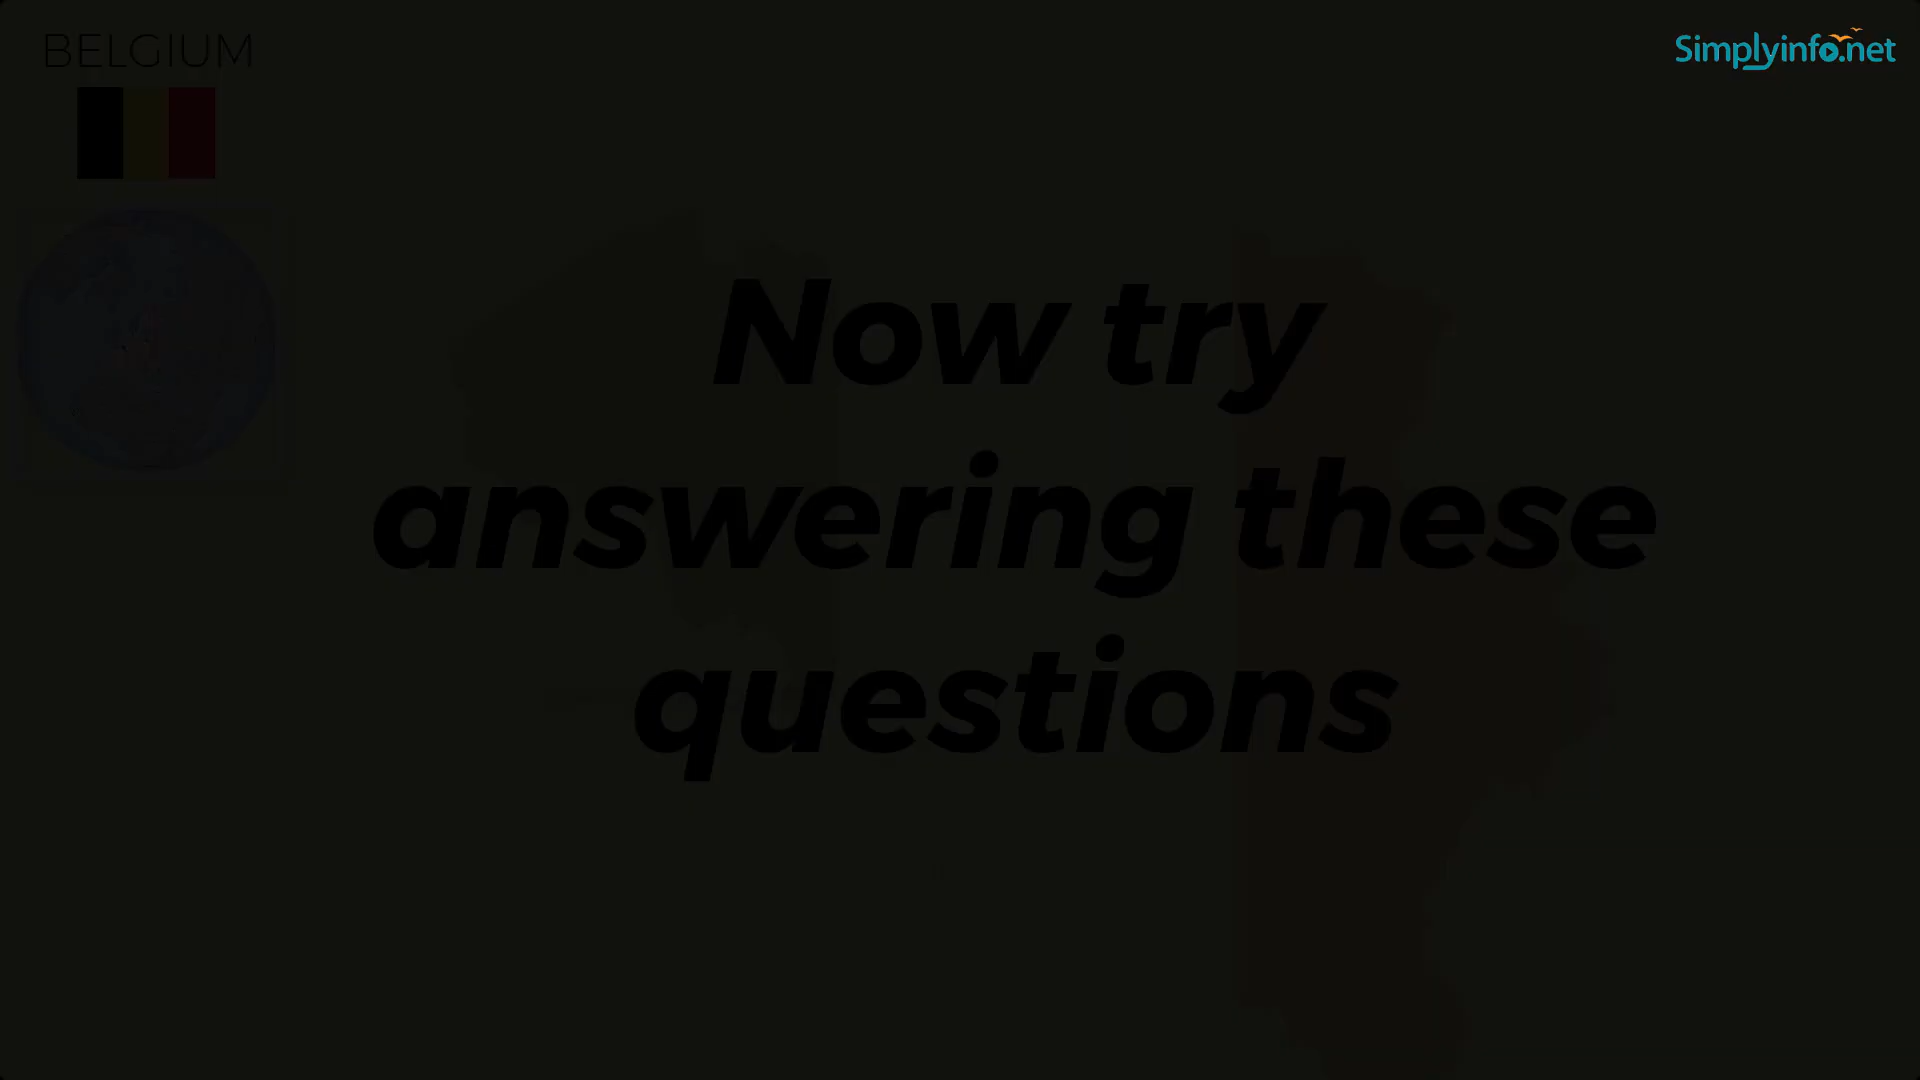 BELGIUM
Simplyinfo.net
Now try
answering these
questions